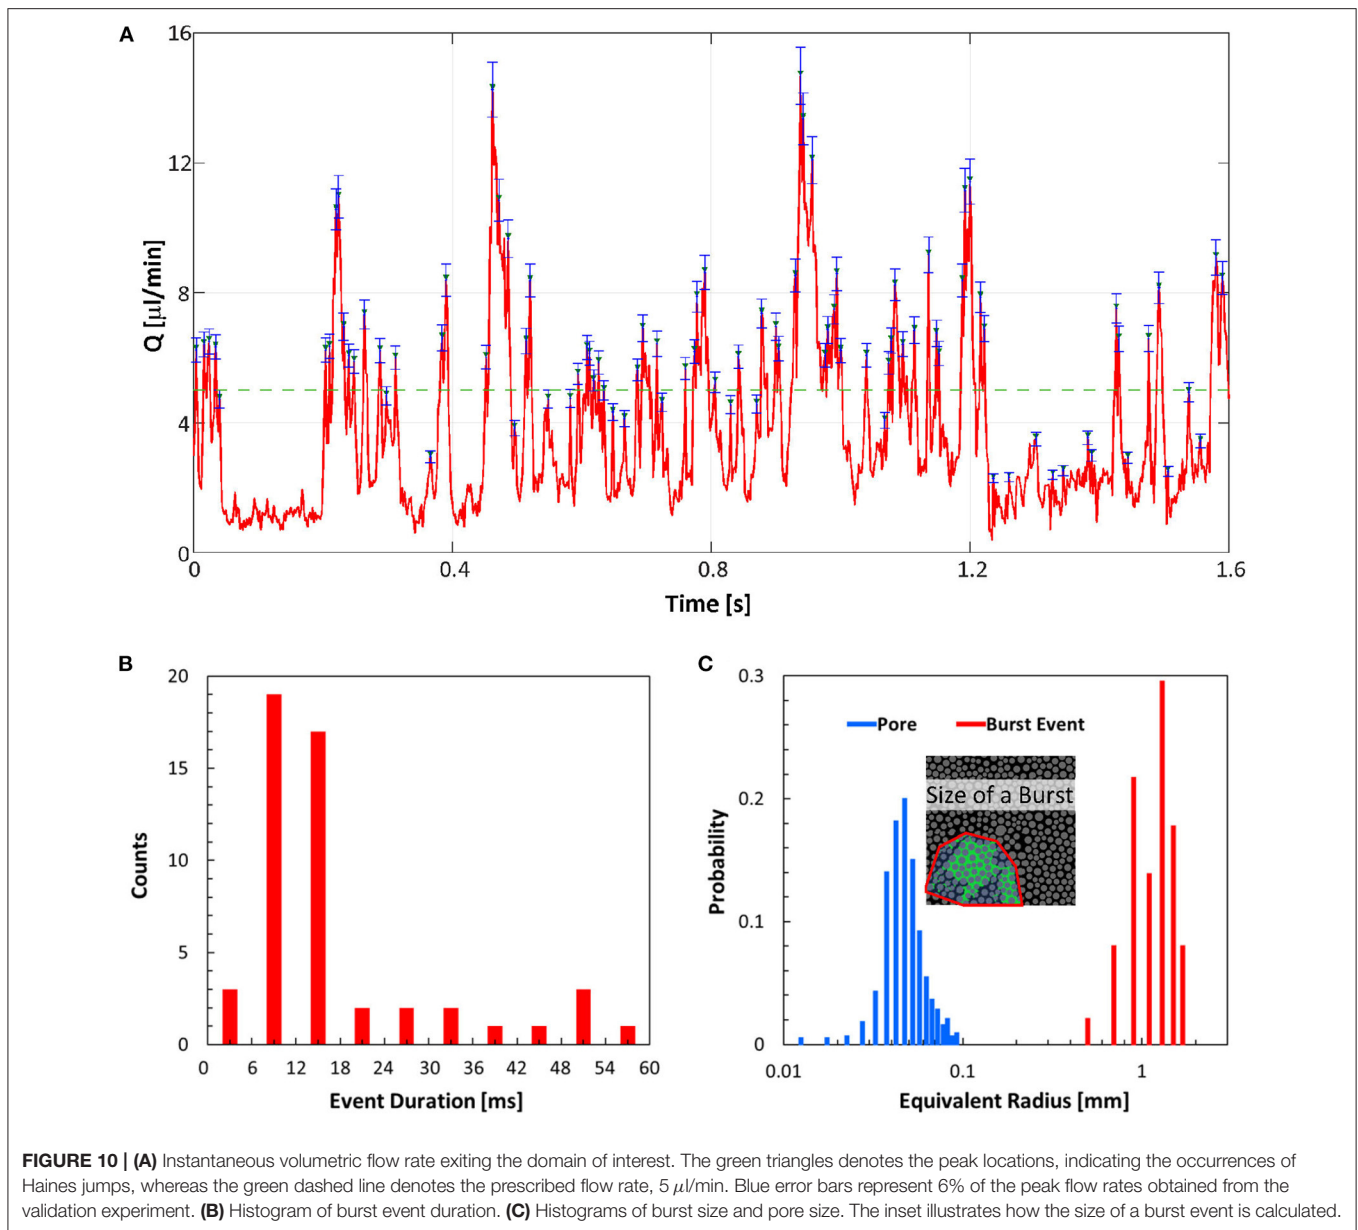 A
16
12
8
4
0
Q [µl/min]
0
0.4
0.8
1.2
1.6
Time [s]
B
20
15
10
5
0
Counts
0
6
12
18
24
30
36
42
48
54
60
Event Duration [ms]
C
0.3
0.2
0.1
0
Probability
Pore
Burst Event
Size of a Burst
0.01
0.1
1
Equivalent Radius [mm]
FIGURE 10 | (A) Instantaneous volumetric flow rate exiting the domain of interest. The green triangles denotes the peak locations, indicating the occurrences of
Haines jumps, whereas the green dashed line denotes the prescribed flow rate, 5 µl/min. Blue error bars represent 6% of the peak flow rates obtained from the
validation experiment. (B) Histogram of burst event duration. (C) Histograms of burst size and pore size. The inset illustrates how the size of a burst event is calculated.